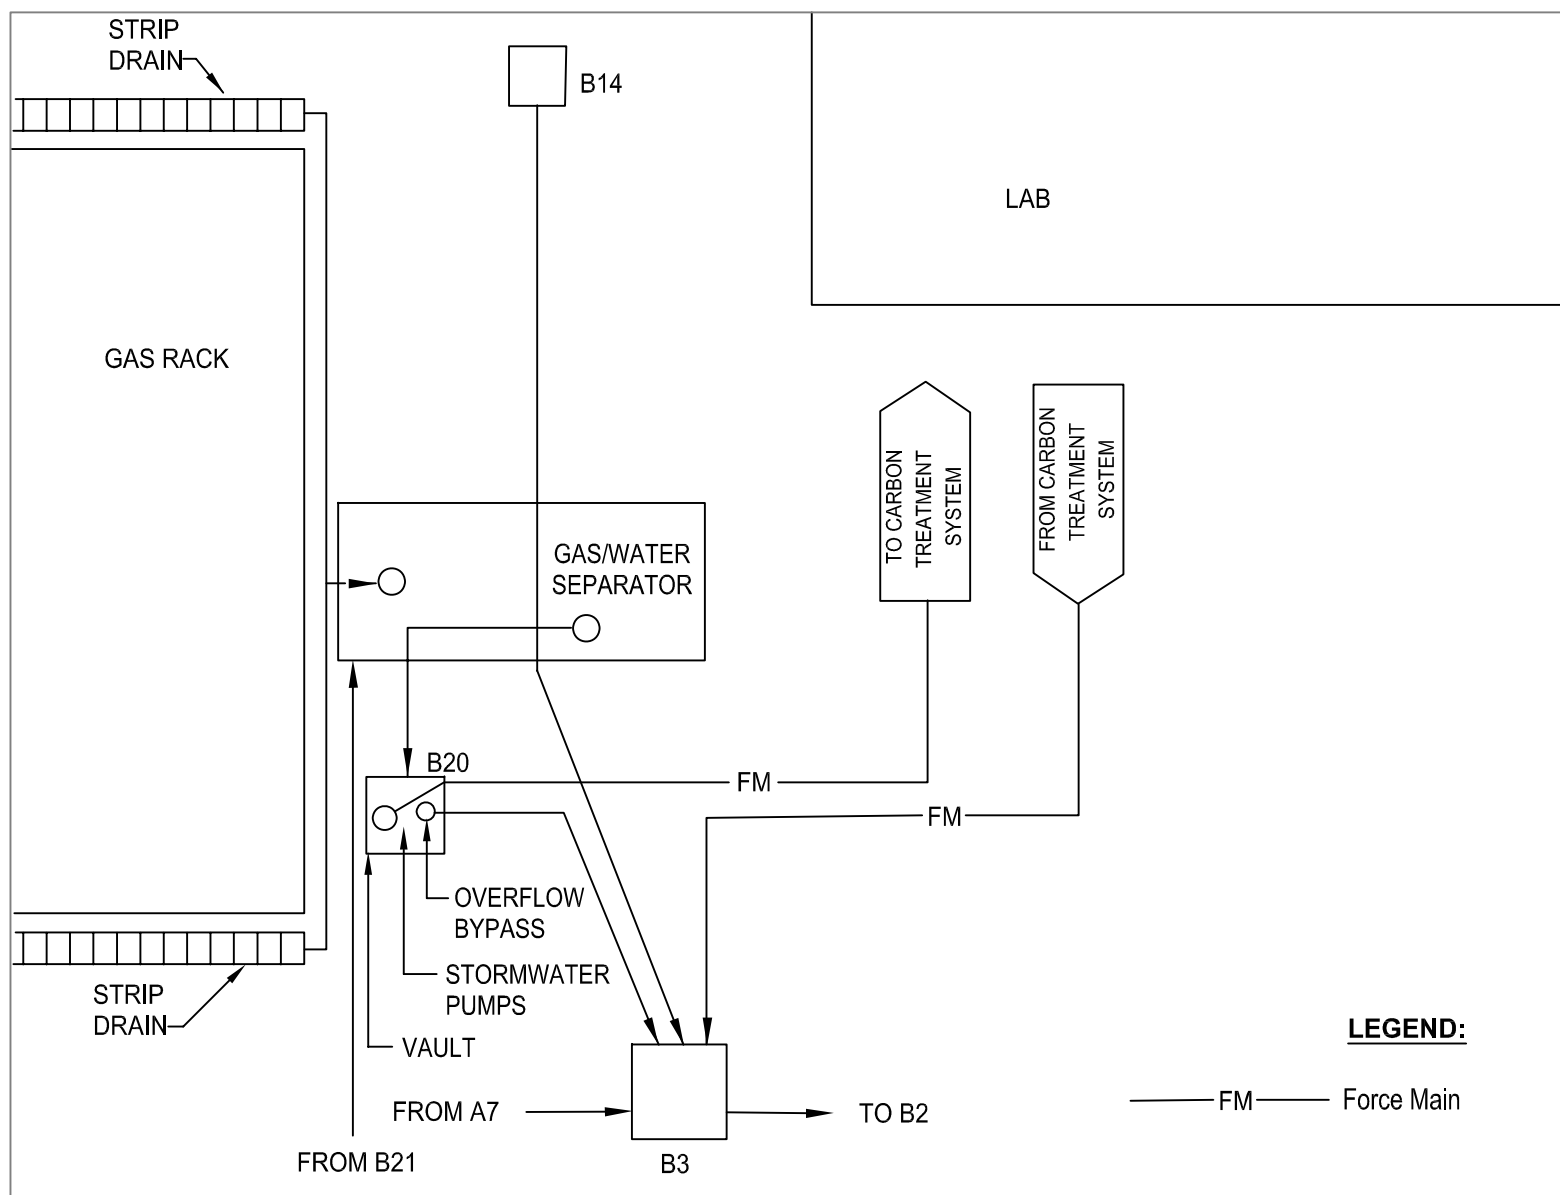 STRIP
DRAIN
B14
LAB
GAS RACK
TO CARBON
TREATMENT
SYSTEM
FROM CARBON
TREATMENT
SYSTEM
GAS/WATER
SEPARATOR
B20
FM
FM
OVERFLOW
BYPASS
STORMWATER
PUMPS
STRIP
DRAIN
VAULT
LEGEND:
FROM A7
TO B2
FM
Force Main
FROM B21
B3